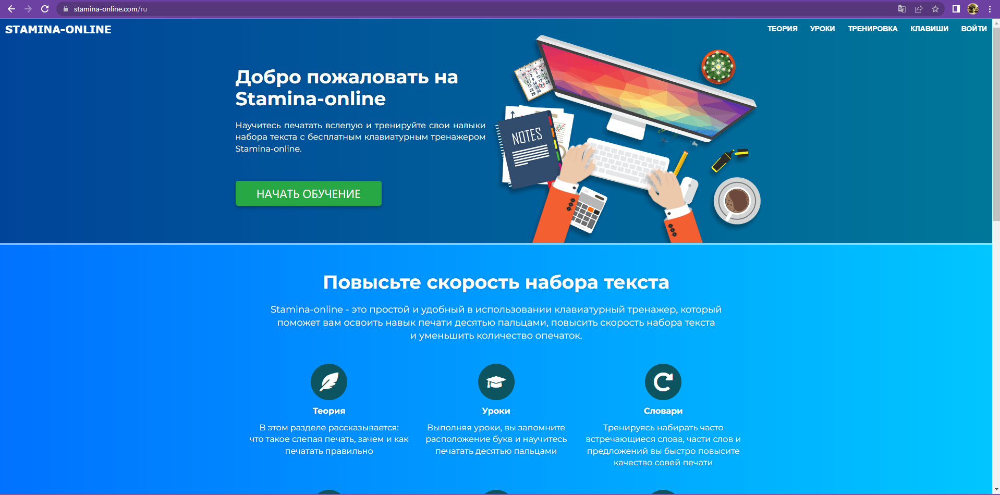 stamina-online.com/ru
STAMINA-ONLINE
ТЕОРИЯ УРОКИ ТРЕНИРОВКА КЛАВИШИ ВОЙТИ
Добро пожаловать на
Stamina-online
Научитесь печатать вслепую и тренируйте свои навыки
набора текста с бесплатным клавиатурным тренажером
Stamina-online.
НАЧАТЬ ОБУЧЕНИЕ
NOTES
Повысьте скорость набора текста
Stamina-online - это простой и удобный в использовании клавиатурный тренажер, который
поможет вам освоить навык печати десятью пальцами, повысить скорость набора текста
и уменьшить количество опечаток.
Теория
В этом разделе рассказывается:
что такое слепая печать, зачем и как
печатать правильно
Уроки
Выполняя уроки, вы запомните
расположение букв и научитесь
печатать десятью пальцами
Словари
Тренируясь набирать часто
встречающиеся слова, части слов и
предложений вы быстро повысите
качество совей печати